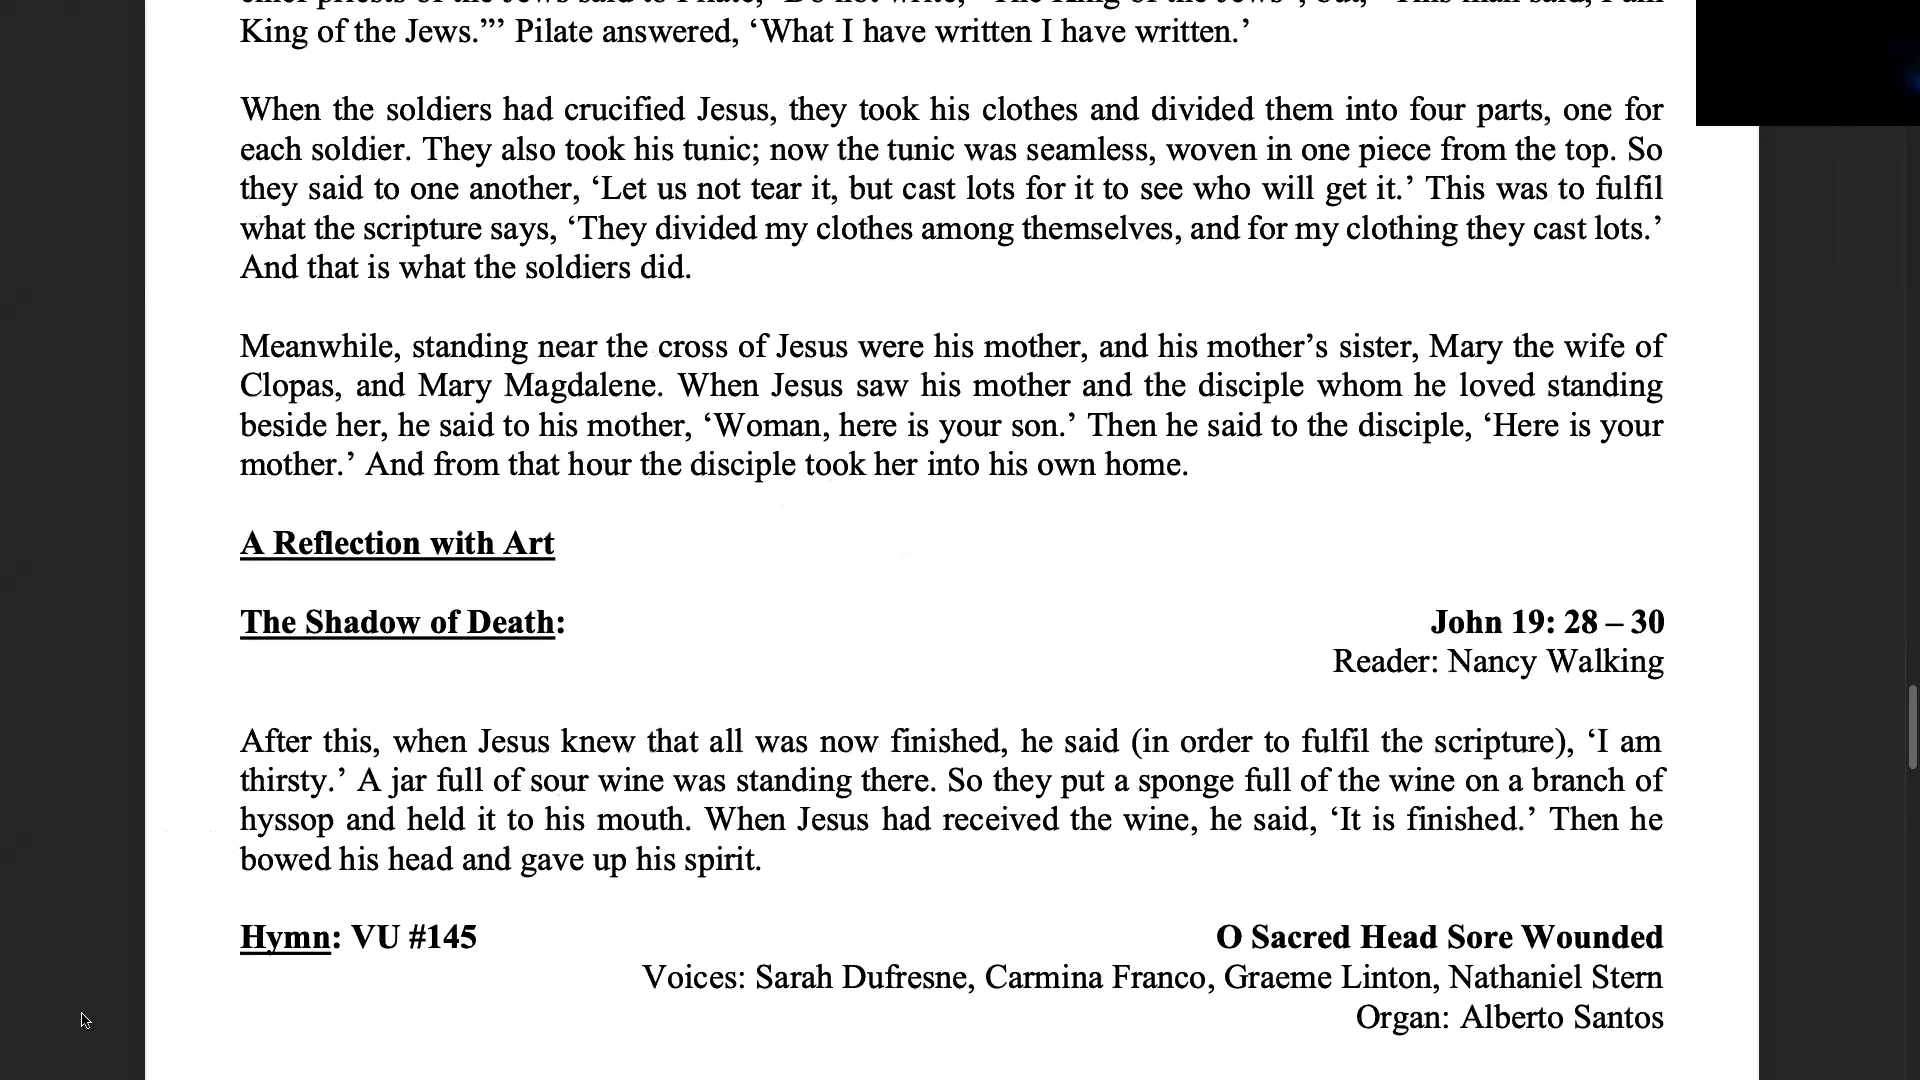 King of the Jews.”’ Pilate answered, ‘What I have written I have written.’
When the soldiers had crucified Jesus, they took his clothes and divided them into four parts, one for
each soldier. They also took his tunic; now the tunic was seamless, woven in one piece from the top. So
they said to one another, ‘Let us not tear it, but cast lots for it to see who will get it.’ This was to fulfil
what the scripture says, ‘They divided my clothes among themselves, and for my clothing they cast lots.’
And that is what the soldiers did.
Meanwhile, standing near the cross of Jesus were his mother, and his mother’s sister, Mary the wife of
Clopas, and Mary Magdalene. When Jesus saw his mother and the disciple whom he loved standing
beside her, he said to his mother, ‘Woman, here is your son.’ Then he said to the disciple, ‘Here is your
mother.’ And from that hour the disciple took her into his own home.
A Reflection with Art
The Shadow of Death: John 19: 28 – 30
Reader: Nancy Walking
After this, when Jesus knew that all was now finished, he said (in order to fulfil the scripture), ‘I am
thirsty.’ A jar full of sour wine was standing there. So they put a sponge full of the wine on a branch of
hyssop and held it to his mouth. When Jesus had received the wine, he said, ‘It is finished.’ Then he
bowed his head and gave up his spirit.
Hymn: VU #145 O Sacred Head Sore Wounded
Voices: Sarah Dufresne, Carmina Franco, Graeme Linton, Nathaniel Stern
Organ: Alberto Santos